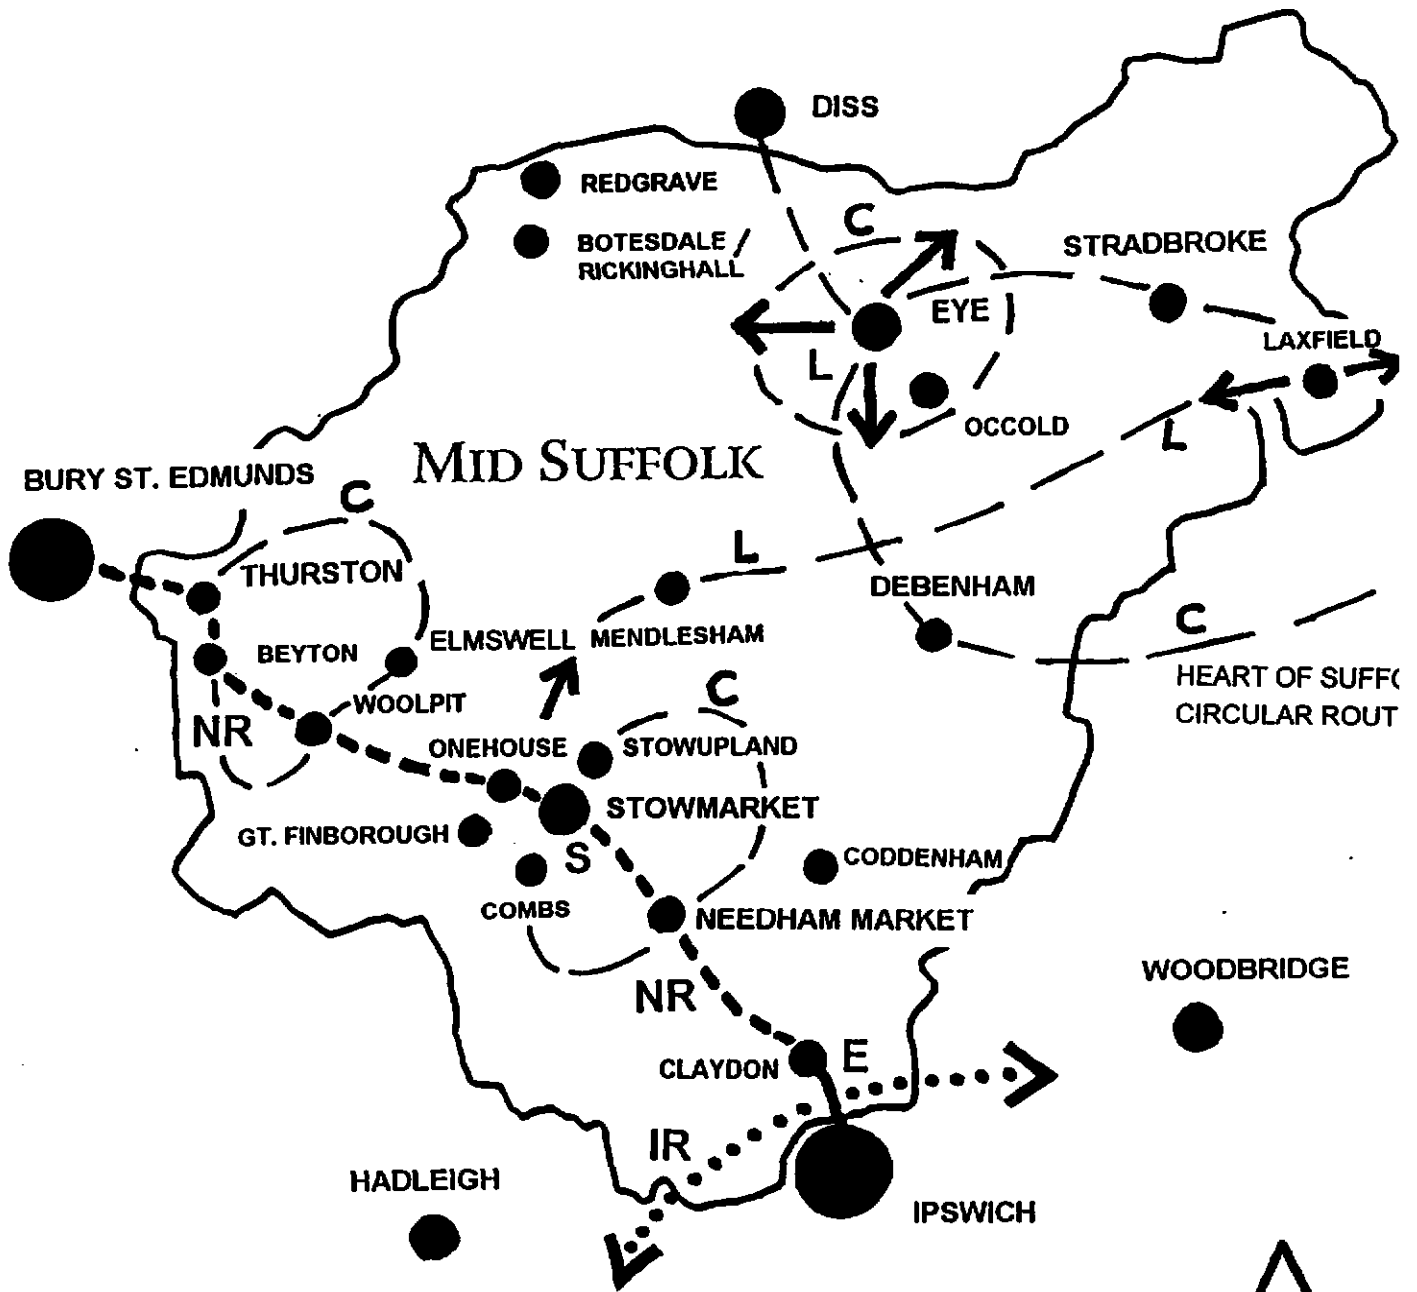 DISS
REDGRAVE
BOTESDALE /
RICKINGHALL
C
STRADBROKE
EYE
LAXFIELD
L
OCCOLD
L
MID SUFFOLK
BURY ST. EDMUNDS
C
L
THURSTON
DEBENHAM
C
ELMSWELL MENDLESHAM
BEYTON
HEART OF SUFF
CIRCULAR ROUT
WOOLPIT
C
NR
ONEHOUSE
STOWUPLAND
STOWMARKET
GT. FINBOROUGH
S
CODDENHAM
COMBS
NEEDHAM MARKET
WOODBRIDGE
NR
CLAYDON
E
IR
HADLEIGH
IPSWICH